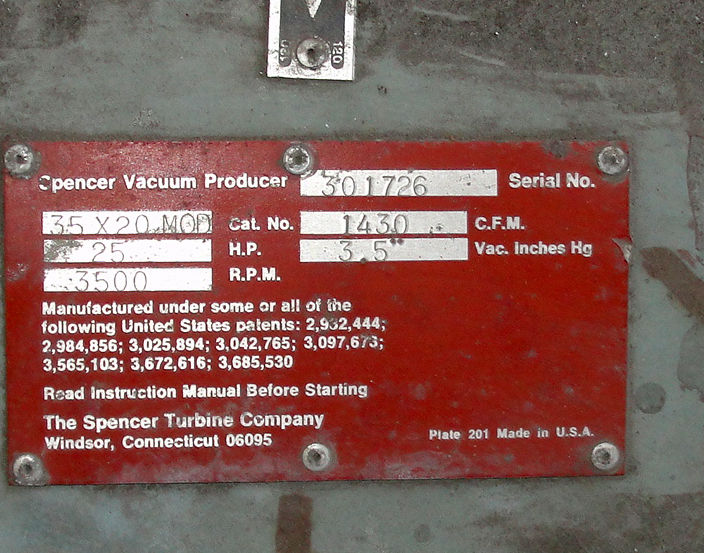 120
Spencer Vacuum Producer 301726 Serial No.
35 X 20 MOD Cat. No. 1430 C.F.M.
25 H.P. 3.5" Vac. Inches Hg
3500 R.P.M.
Manufactured under some or all of the
following United States patents: 2,932,444;
2,984,856; 3,025,894; 3,042,765; 3,097,673;
3,565,103; 3,672,616; 3,685,530
Read Instruction Manual Before Starting
The Spencer Turbine Company
Windsor, Connecticut 06095
Plate 201 Made in U.S.A.